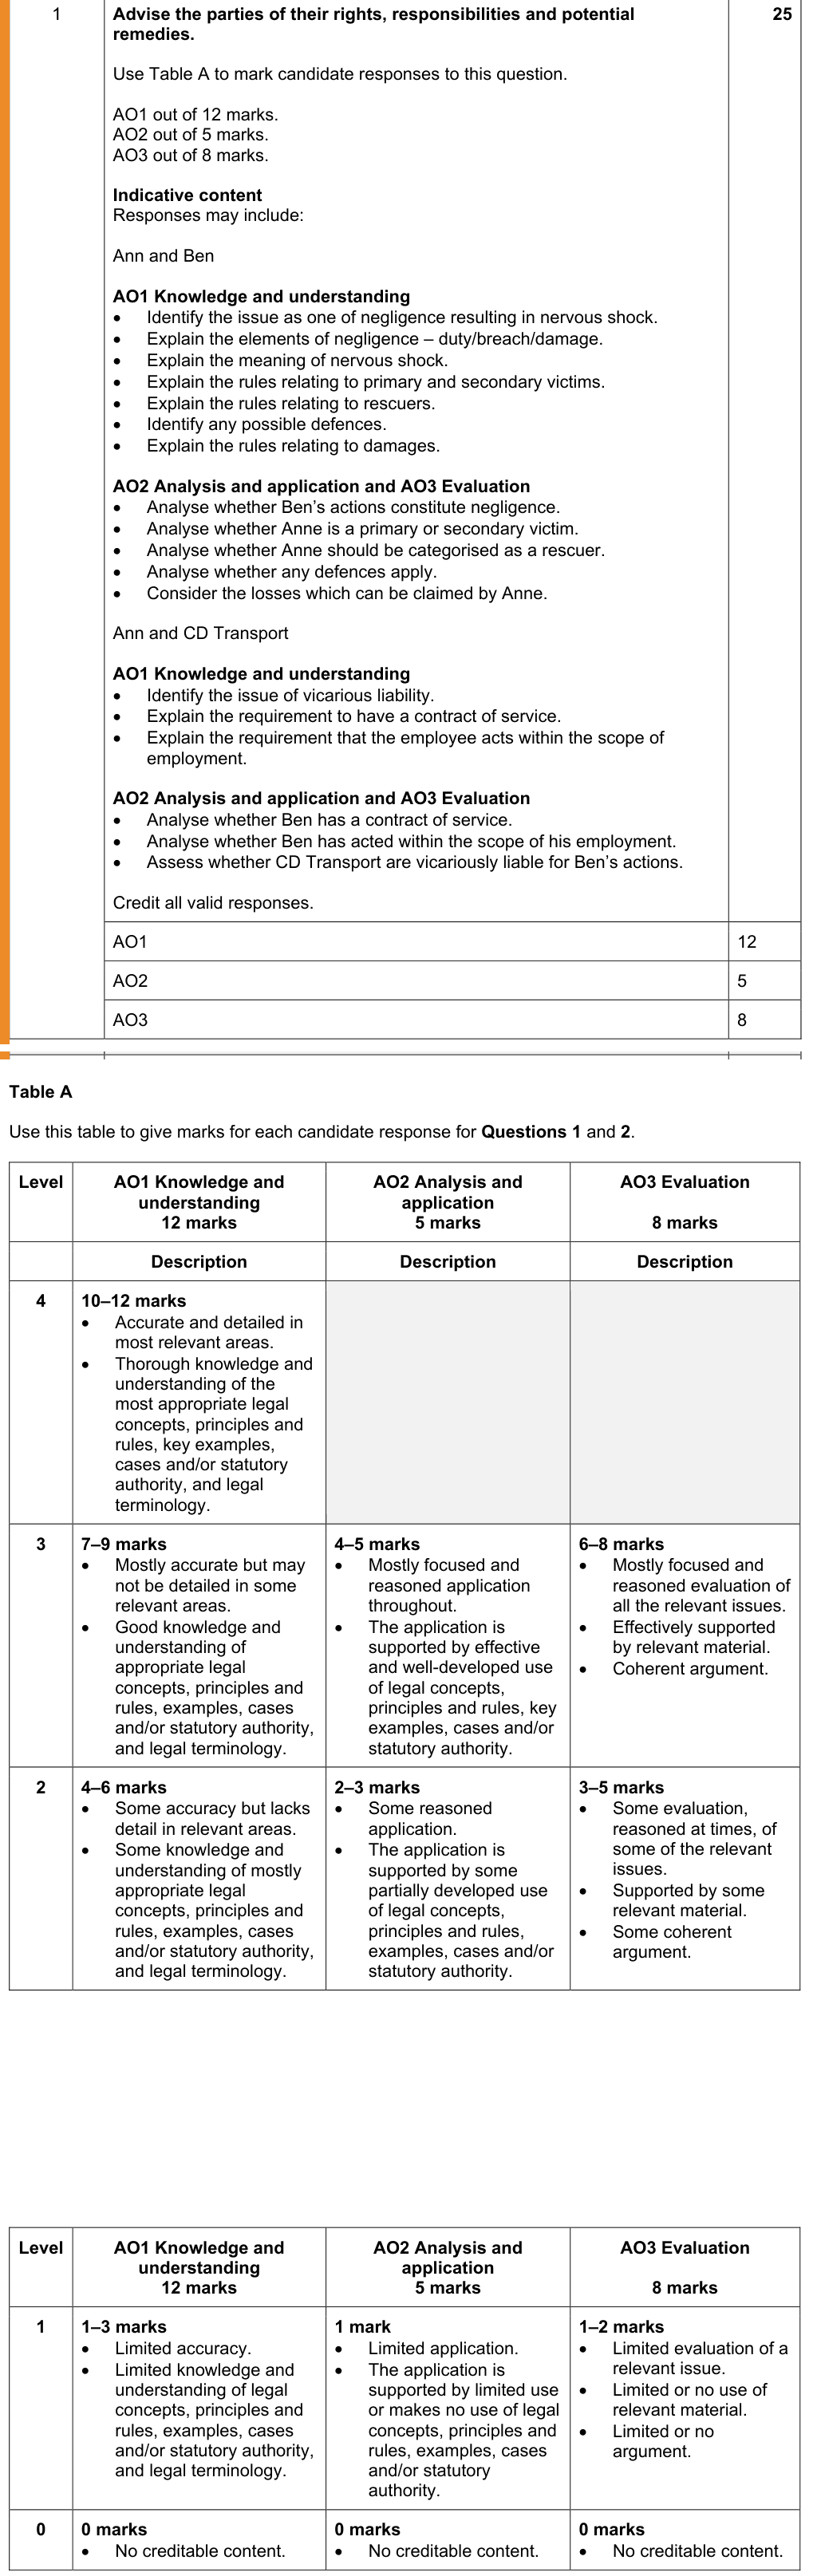 1
Advise the parties of their rights, responsibilities and potential
remedies.
25
Use Table A to mark candidate responses to this question.
AO1 out of 12 marks.
AO2 out of 5 marks.
AO3 out of 8 marks.
Indicative content
Responses may include:
Ann and Ben
AO1 Knowledge and understanding
• Identify the issue as one of negligence resulting in nervous shock.
• Explain the elements of negligence – duty/breach/damage.
• Explain the meaning of nervous shock.
• Explain the rules relating to primary and secondary victims.
• Explain the rules relating to rescuers.
• Identify any possible defences.
• Explain the rules relating to damages.
AO2 Analysis and application and AO3 Evaluation
• Analyse whether Ben's actions constitute negligence.
• Analyse whether Anne is a primary or secondary victim.
• Analyse whether Anne should be categorised as a rescuer.
• Analyse whether any defences apply.
• Consider the losses which can be claimed by Anne.
Ann and CD Transport
AO1 Knowledge and understanding
• Identify the issue of vicarious liability.
• Explain the requirement to have a contract of service.
• Explain the requirement that the employee acts within the scope of
employment.
AO2 Analysis and application and AO3 Evaluation
• Analyse whether Ben has a contract of service.
• Analyse whether Ben has acted within the scope of his employment.
• Assess whether CD Transport are vicariously liable for Ben's actions.
Credit all valid responses.
AO1 12
AO2 5
AO3 8
Table A
Use this table to give marks for each candidate response for Questions 1 and 2.
Level
AO1 Knowledge and
understanding
12 marks
AO2 Analysis and
application
5 marks
AO3 Evaluation
8 marks
Description
Description
Description
4
10–12 marks
• Accurate and detailed in
most relevant areas.
• Thorough knowledge and
understanding of the
most appropriate legal
concepts, principles and
rules, key examples,
cases and/or statutory
authority, and legal
terminology.
3
7–9 marks
• Mostly accurate but may
not be detailed in some
relevant areas.
• Good knowledge and
understanding of
appropriate legal
concepts, principles and
rules, examples, cases
and/or statutory authority,
and legal terminology.
4–5 marks
• Mostly focused and
reasoned application
throughout.
• The application is
supported by effective
and well-developed use
of legal concepts,
principles and rules, key
examples, cases and/or
statutory authority.
6–8 marks
• Mostly focused and
reasoned evaluation of
all the relevant issues.
• Effectively supported
by relevant material.
• Coherent argument.
2
4–6 marks
• Some accuracy but lacks
detail in relevant areas.
• Some knowledge and
understanding of mostly
appropriate legal
concepts, principles and
rules, examples, cases
and/or statutory authority,
and legal terminology.
2–3 marks
• Some reasoned
application.
• The application is
supported by some
partially developed use
of legal concepts,
principles and rules,
examples, cases and/or
statutory authority.
3–5 marks
• Some evaluation,
reasoned at times, of
some of the relevant
issues.
• Supported by some
relevant material.
• Some coherent
argument.
Level
AO1 Knowledge and
understanding
12 marks
AO2 Analysis and
application
5 marks
AO3 Evaluation
8 marks
1
1–3 marks
• Limited accuracy.
• Limited knowledge and
understanding of legal
concepts, principles and
rules, examples, cases
and/or statutory authority,
and legal terminology.
1 mark
• Limited application.
• The application is
supported by limited use
or makes no use of legal
concepts, principles and
rules, examples, cases
and/or statutory
authority.
1–2 marks
• Limited evaluation of a
relevant issue.
• Limited or no use of
relevant material.
• Limited or no
argument.
0
0 marks
• No creditable content.
0 marks
• No creditable content.
0 marks
• No creditable content.